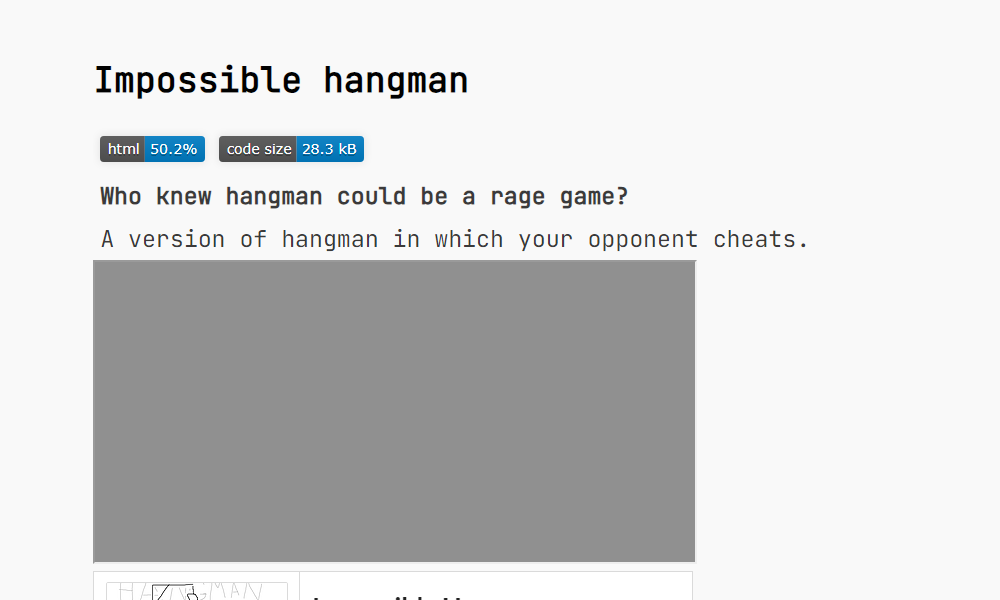 Impossible hangman
html 50.2% code size 28.3 kB
Who knew hangman could be a rage game?
A version of hangman in which your opponent cheats.
HANGMAN